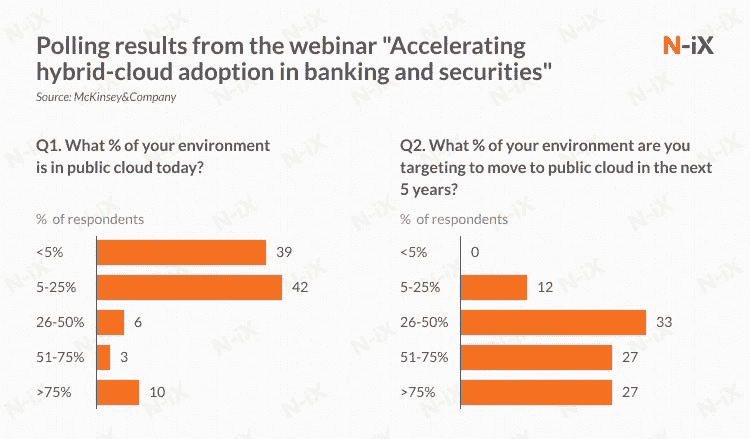 Polling results from the webinar "Accelerating
hybrid-cloud adoption in banking and securities"
N-iX
Source: McKinsey&Company
Q1. What % of your environment
is in public cloud today?
% of respondents
<5% 39
5-25% 42
26-50% 6
51-75% 3
>75% 10
Q2. What % of your environment are you
targeting to move to public cloud in the next
5 years?
% of respondents
<5% 0
5-25% 12
26-50% 33
51-75% 27
>75% 27